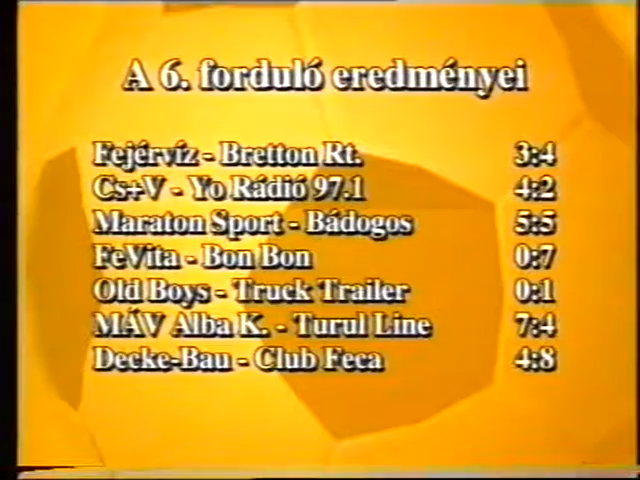 A 6. forduló eredményei
Fejérvíz - Bretton Rt. 3:4
Cs+V - Yo Rádió 97.1 4:2
Maraton Sport - Bádogos 5:5
FeVita - Bon Bon 0:7
Old Boys - Truck Trailer 0:1
MÁV Alba K. - Turul Line 7:4
Decke-Bau - Club Feca 4:8